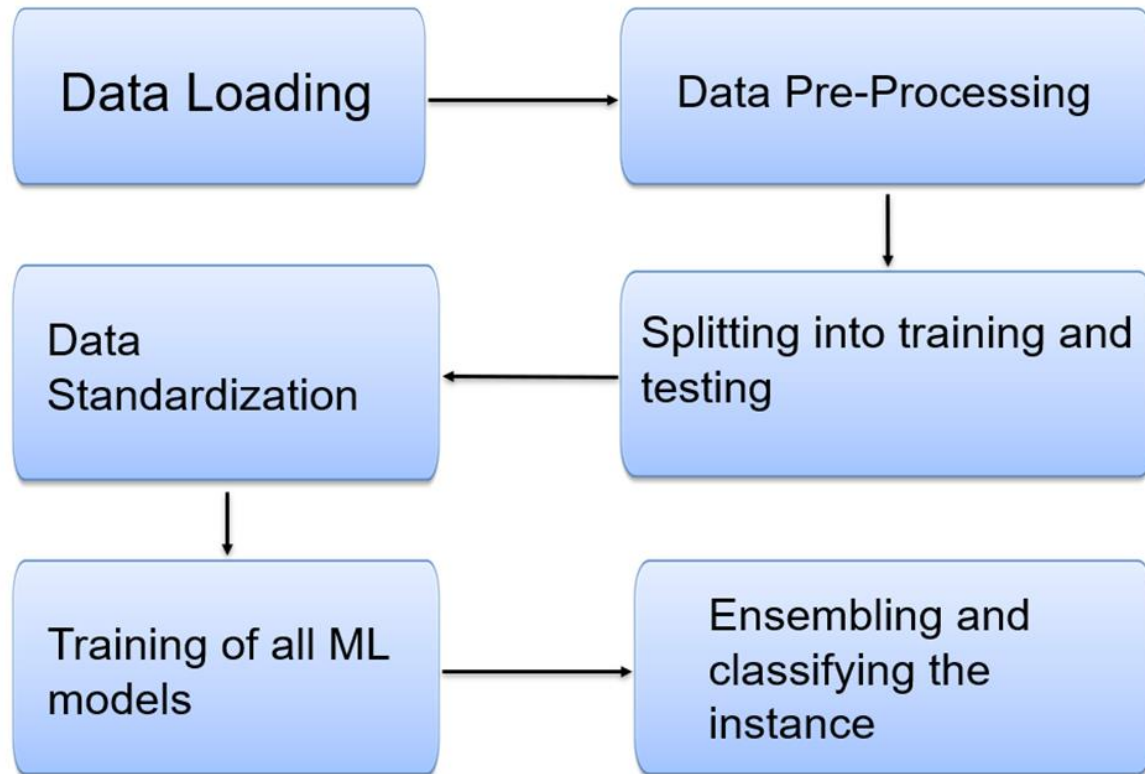 Data Loading
Data Pre-Processing
Splitting into training and
testing
Data
Standardization
Training of all ML
models
Ensembling and
classifying the
instance